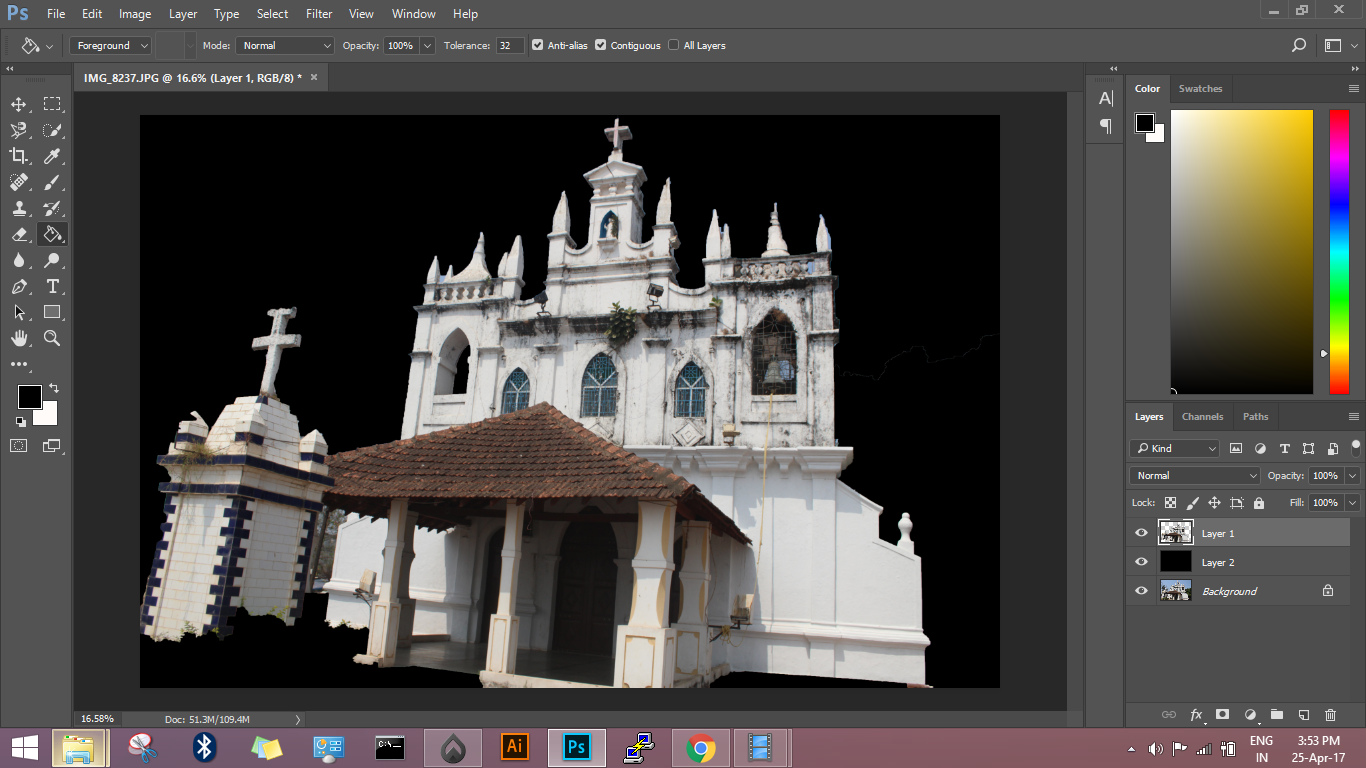 Ps File Edit Image Layer Type Select Filter View Window Help
Foreground Mode: Normal Opacity: 100% Tolerance: 32 Anti-alias Contiguous All Layers
IMG_8237.JPG @ 16.6% (Layer 1, RGB/8) * ×
Color Swatches
Layers Channels Paths
Kind
Normal Opacity: 100%
Lock: Fill: 100%
Layer 1
Layer 2
Background
16.58% Doc: 51.3M/109.4M
fx
C:\_
Ai Ps
ENG
IN
3:53 PM
25-Apr-17